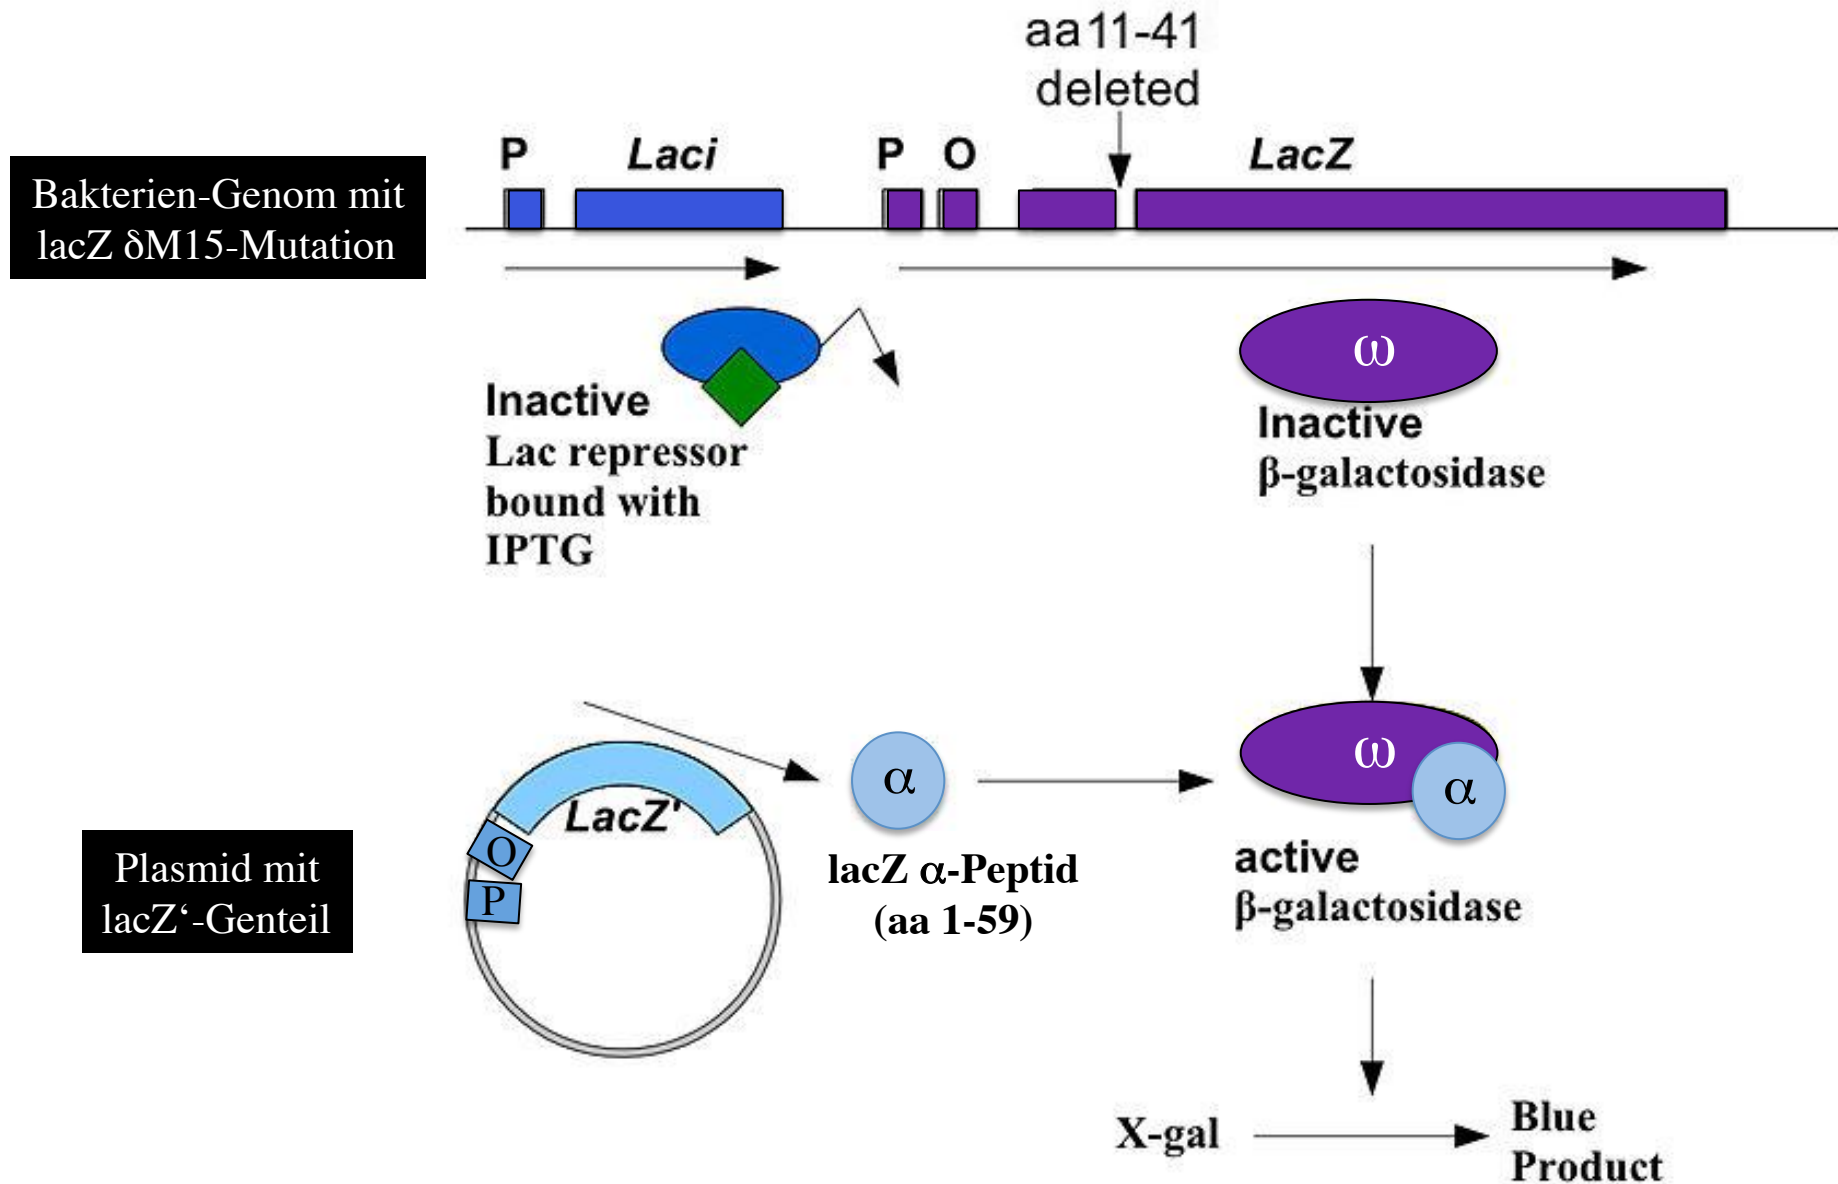 aa11-41
deleted
P
Laci
P
O
LacZ
Bakterien-Genom mit
lacZ δM15-Mutation
ω
Inactive
Lac repressor
bound with
IPTG
Inactive
β-galactosidase
LacZ'
O
P
α
ω
α
Plasmid mit
lacZ‘-Genteil
lacZ α-Peptid
(aa 1-59)
active
β-galactosidase
X-gal
Blue
Product